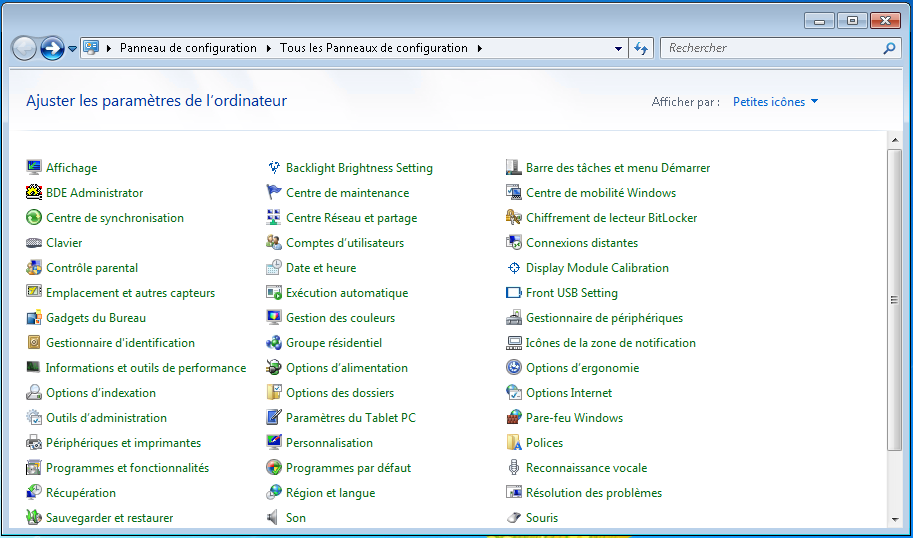 Panneau de configuration Tous les Panneaux de configuration Rechercher
Ajuster les paramètres de l'ordinateur Afficher par : Petites icônes
Affichage Backlight Brightness Setting Barre des tâches et menu Démarrer
BDE Administrator Centre de maintenance Centre de mobilité Windows
Centre de synchronisation Centre Réseau et partage Chiffrement de lecteur BitLocker
Clavier Comptes d'utilisateurs Connexions distantes
Contrôle parental Date et heure Display Module Calibration
Emplacement et autres capteurs Exécution automatique Front USB Setting
Gadgets du Bureau Gestion des couleurs Gestionnaire de périphériques
Gestionnaire d'identification Groupe résidentiel Icônes de la zone de notification
Informations et outils de performance Options d'alimentation Options d'ergonomie
Options d'indexation Options des dossiers Options Internet
Outils d'administration Paramètres du Tablet PC Pare-feu Windows
Périphériques et imprimantes Personnalisation Polices
Programmes et fonctionnalités Programmes par défaut Reconnaissance vocale
Récupération Région et langue Résolution des problèmes
Sauvegarder et restaurer Son Souris